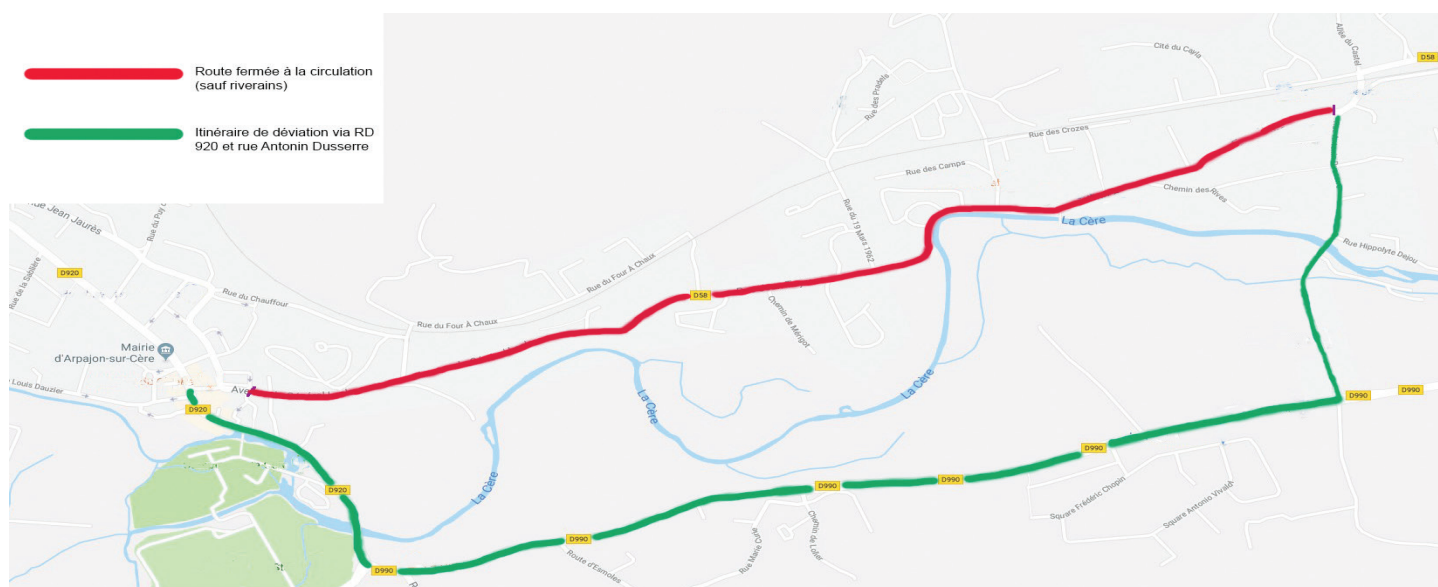 Route fermée à la circulation
(sauf riverains)
Itinéraire de déviation via RD
920 et rue Antonin Dusserre
Cité du Carla
Allée du Castel
D58
Rue des Pradels
Rue des Crozes
Rue des Camps
Chemin des Rives
Jean Jaurès
Rue du Puy
La Cère
Rue du 19 Mars 1962
Rue Hippolyte Dejou
D920
Rue de la Sablière
Rue du Chauffour
Rue du Four À Chaux
Rue du Four À Chaux
D58
Chemin de Mérigot
Mairie
d'Arpajon-sur-Cère
Louis Dauzier
Ave
La Cère
La Cère
D990
D990
D920
D990
Square Frédéric Chopin
Square Antonio Vivaldi
La Cère
D920
D990
D990
Rue Marie Curie
Chemin de Loller
D990
Route d'Esmoles
D990